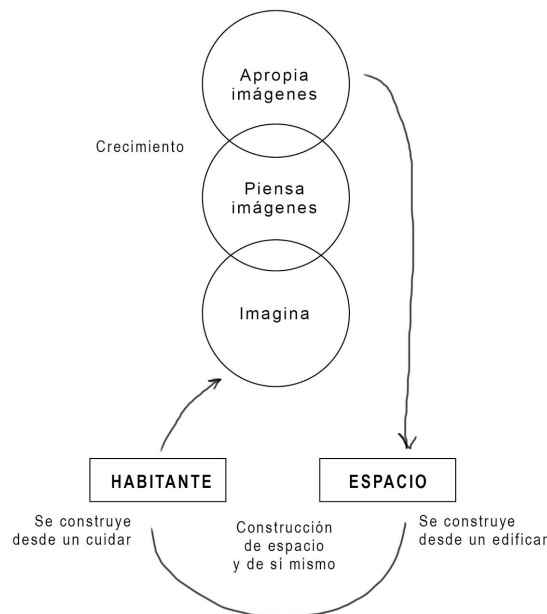 Apropia
imágenes
Crecimiento
Piensa
imágenes
Imagina
HABITANTE
ESPACIO
Se construye
desde un cuidar
Construcción
de espacio
y de sí mismo
Se construye
desde un edificar